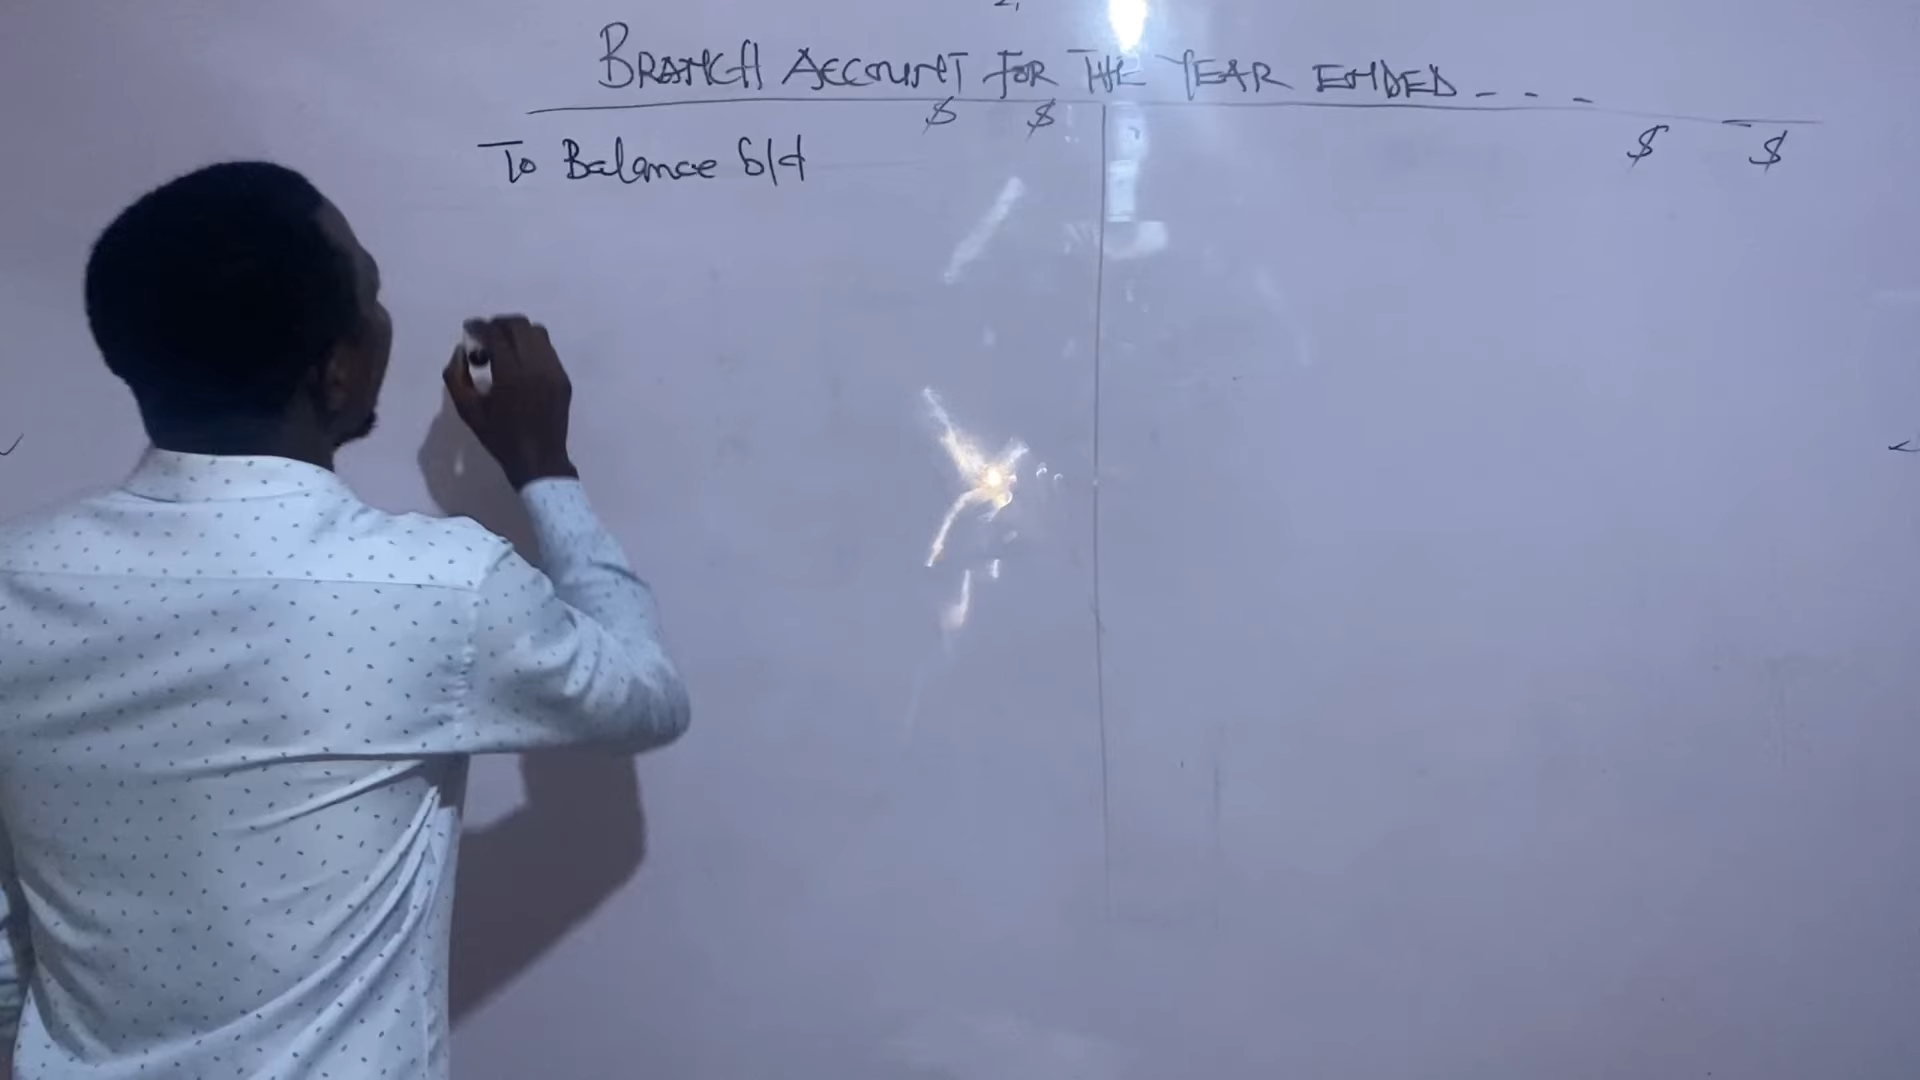 BRANCH ACCOUNT FOR THE YEAR ENDED - - -
$ $ $ $
To Balance b/d